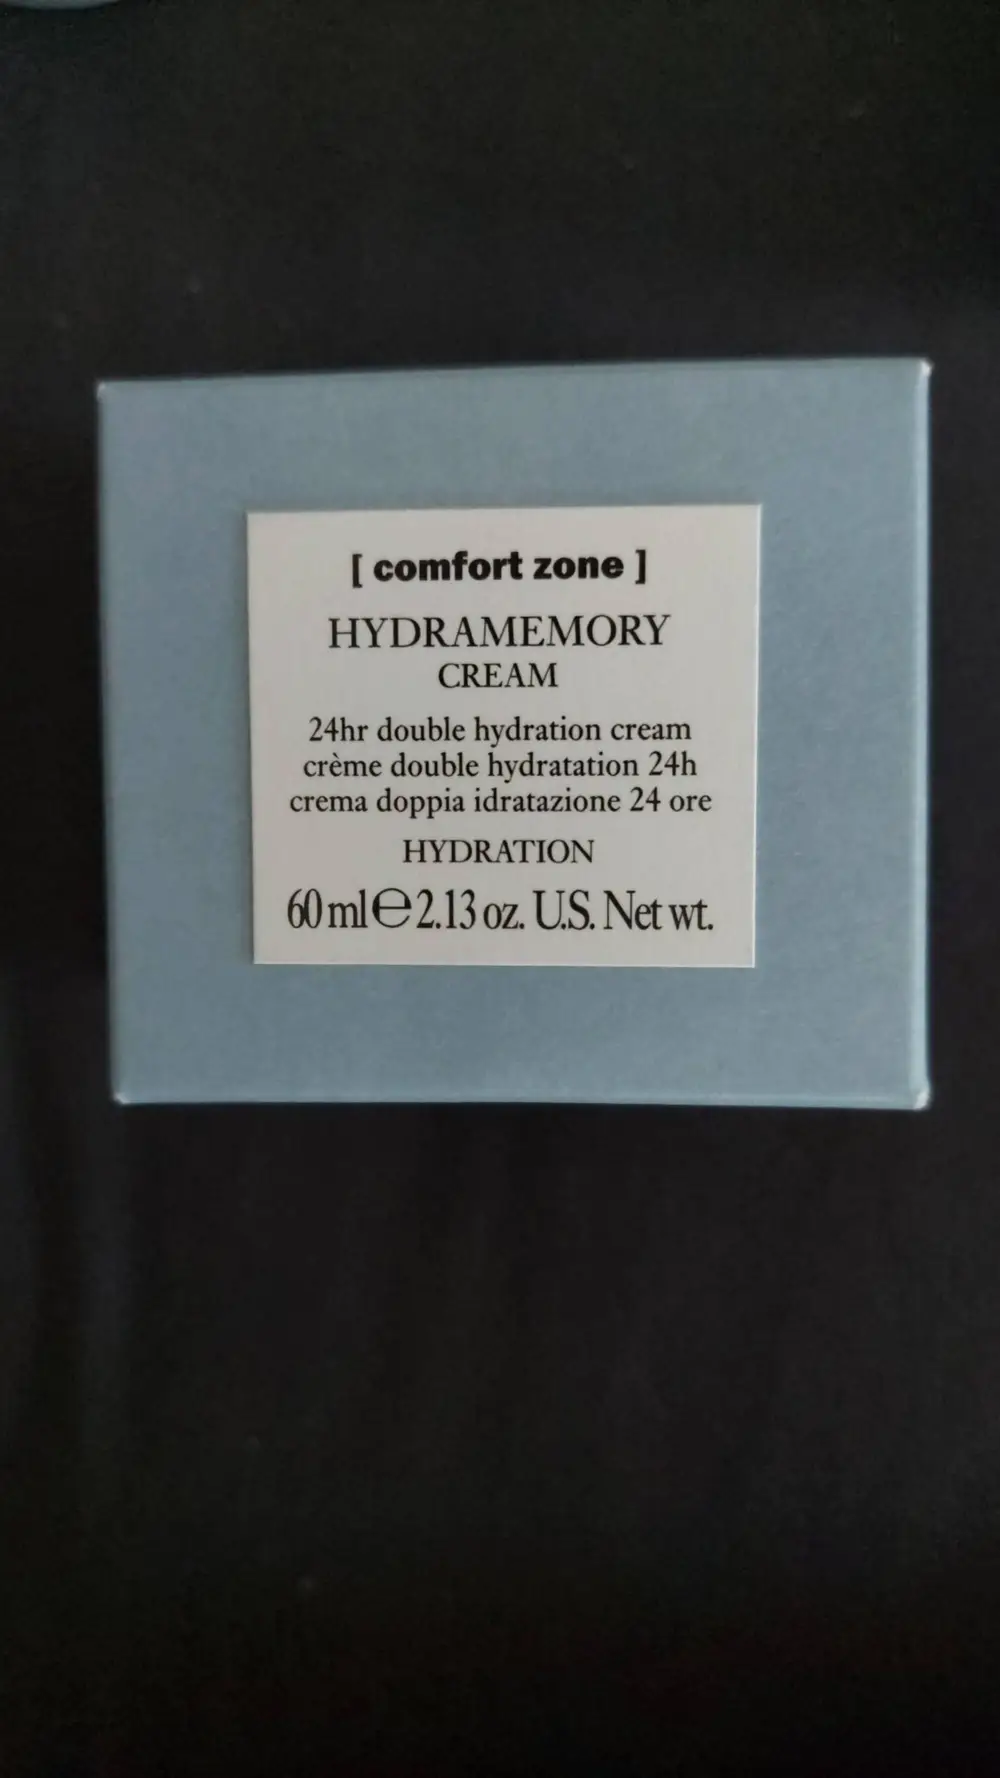 [ comfort zone ]
HYDRAMEMORY
CREAM
24hr double hydration cream
crème double hydratation 24h
crema doppia idratazione 24 ore
HYDRATION
60 ml ℮ 2.13 oz. U.S. Net wt.